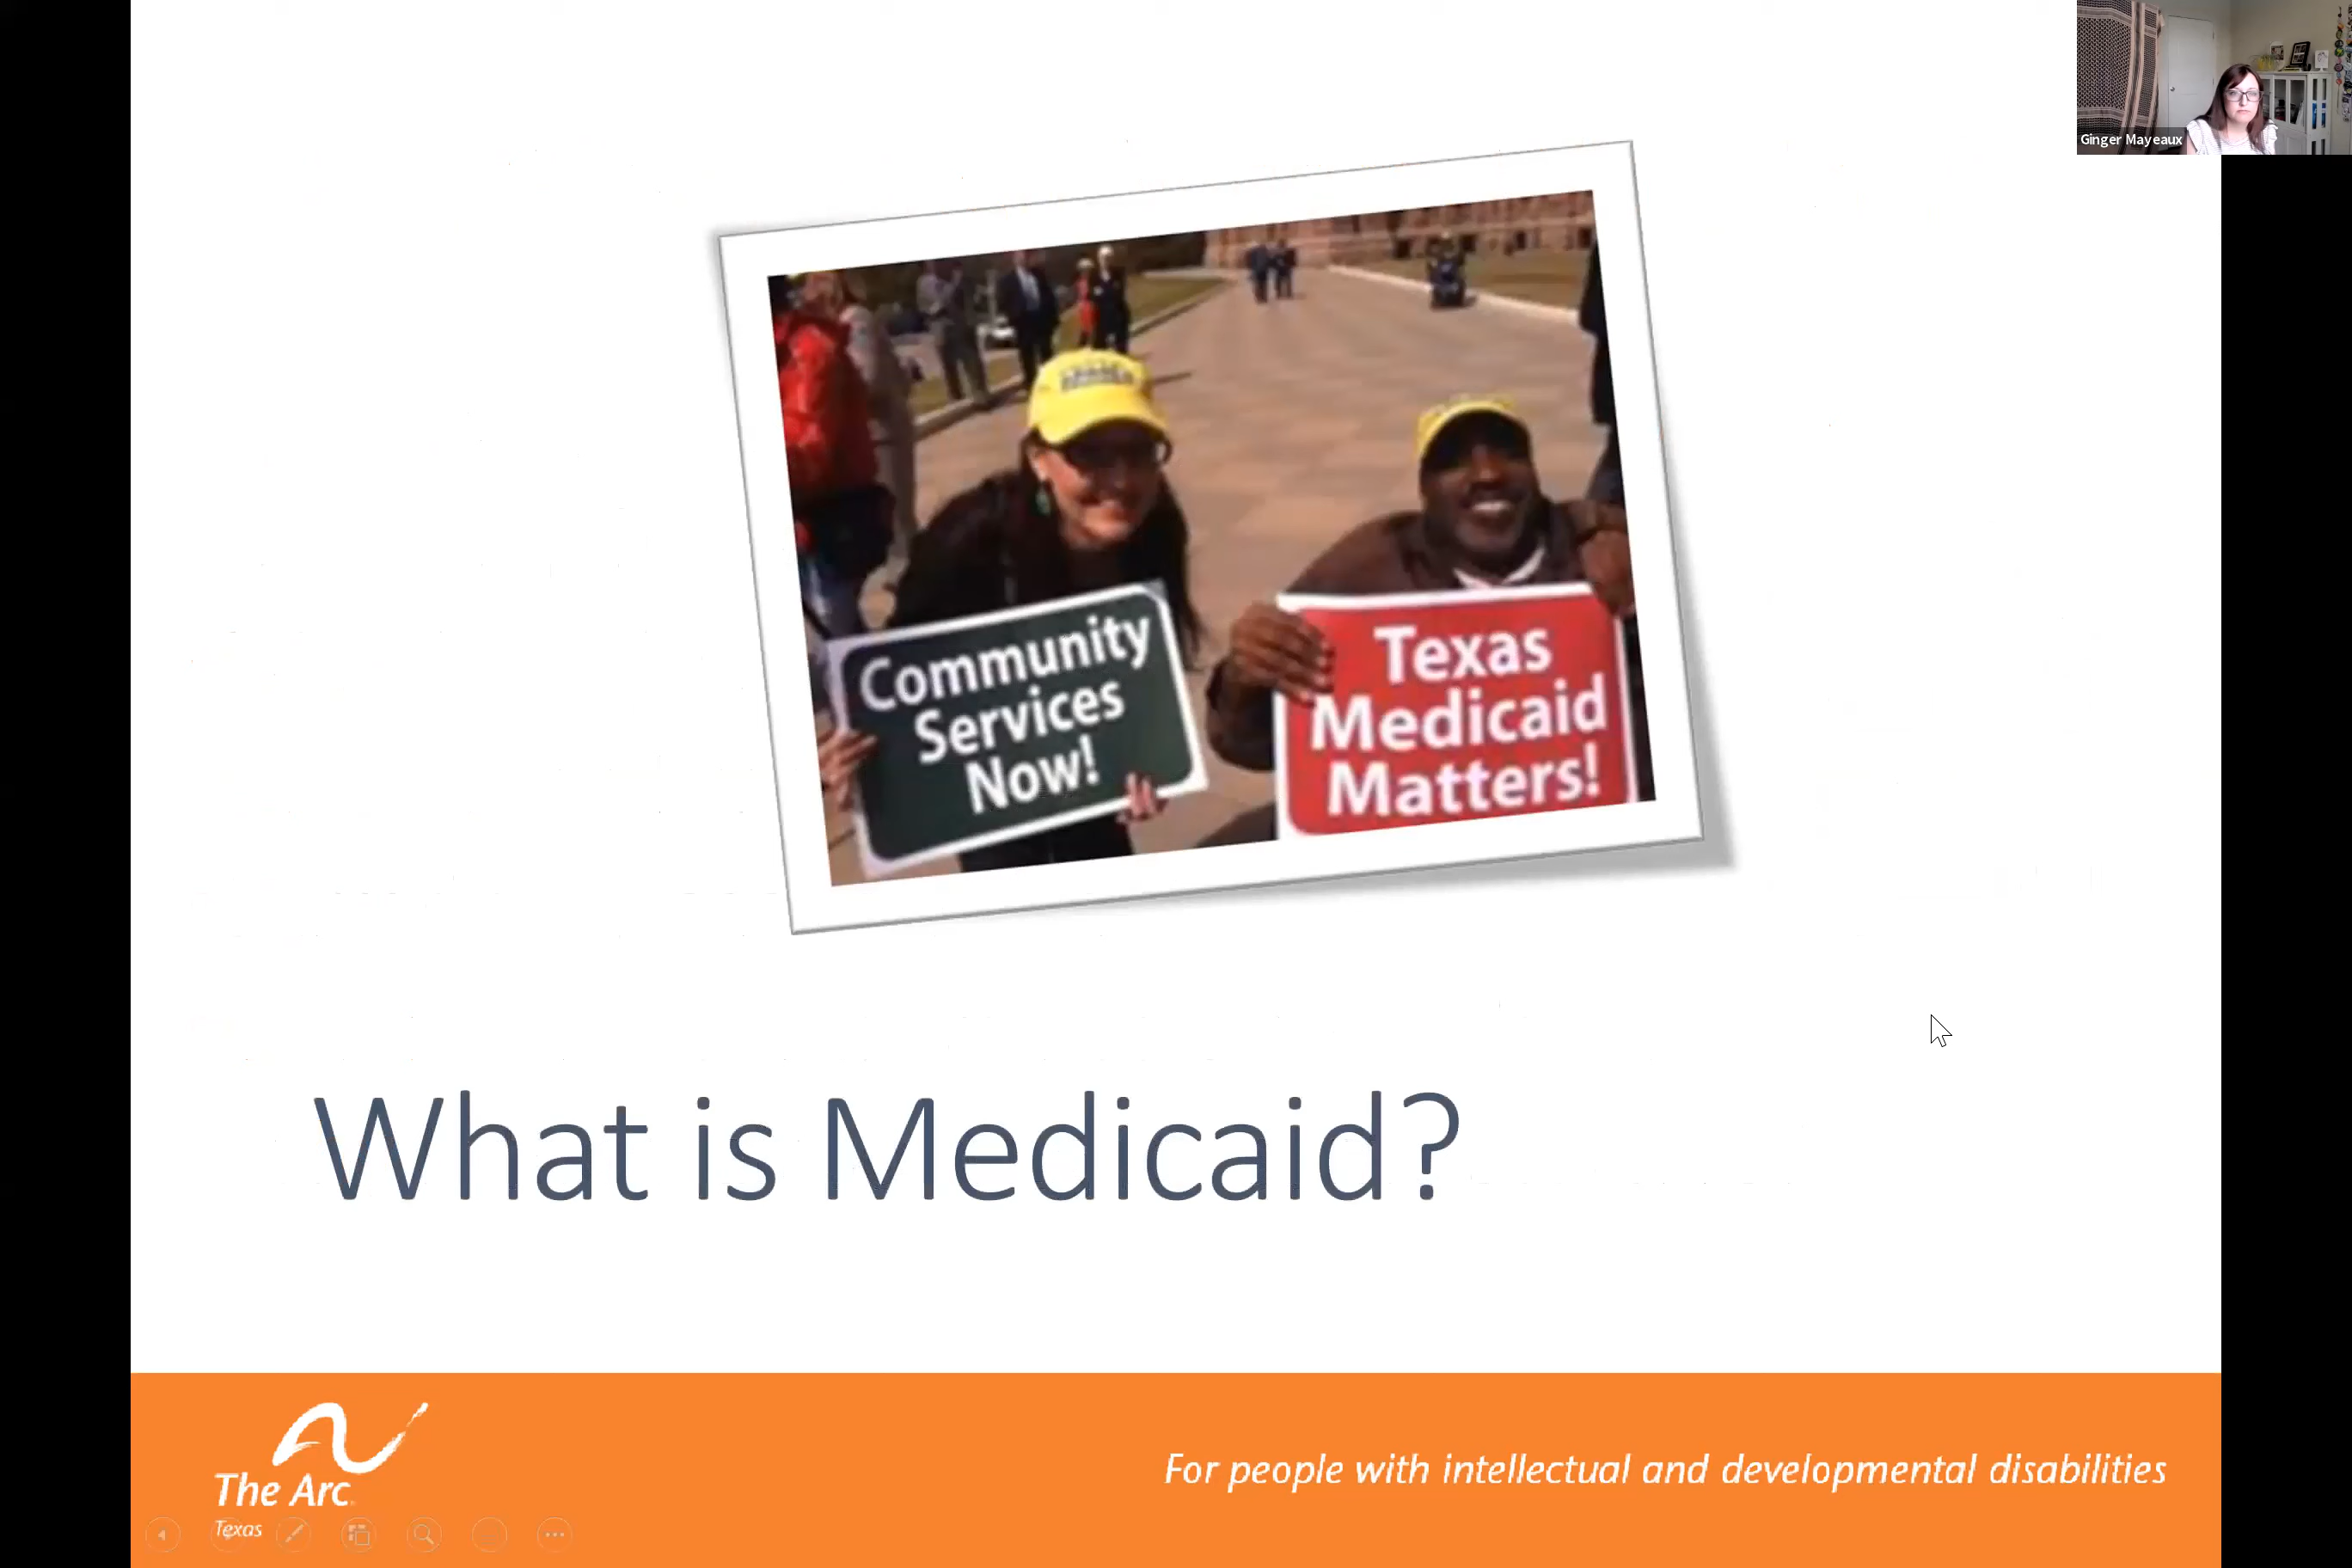 Ginger Mayeaux
Community
Services
Now!
Texas
Medicaid
Matters!
What is Medicaid?
The Arc
Texas
For people with intellectual and developmental disabilities